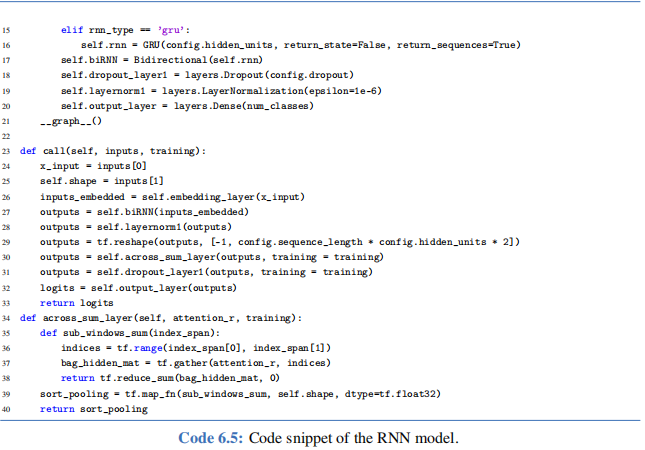 15 elif rnn_type == 'gru':
16 self.rnn = GRU(config.hidden_units, return_state=False, return_sequences=True)
17 self.biRNN = Bidirectional(self.rnn)
18 self.dropout_layer1 = layers.Dropout(config.dropout)
19 self.layernorm1 = layers.LayerNormalization(epsilon=1e-6)
20 self.output_layer = layers.Dense(num_classes)
21 __graph__()
22
23 def call(self, inputs, training):
24 x_input = inputs[0]
25 self.shape = inputs[1]
26 inputs_embedded = self.embedding_layer(x_input)
27 outputs = self.biRNN(inputs_embedded)
28 outputs = self.layernorm1(outputs)
29 outputs = tf.reshape(outputs, [-1, config.sequence_length * config.hidden_units * 2])
30 outputs = self.across_sum_layer(outputs, training = training)
31 outputs = self.dropout_layer1(outputs, training = training)
32 logits = self.output_layer(outputs)
33 return logits
34 def across_sum_layer(self, attention_r, training):
35 def sub_windows_sum(index_span):
36 indices = tf.range(index_span[0], index_span[1])
37 bag_hidden_mat = tf.gather(attention_r, indices)
38 return tf.reduce_sum(bag_hidden_mat, 0)
39 sort_pooling = tf.map_fn(sub_windows_sum, self.shape, dtype=tf.float32)
40 return sort_pooling
Code 6.5: Code snippet of the RNN model.